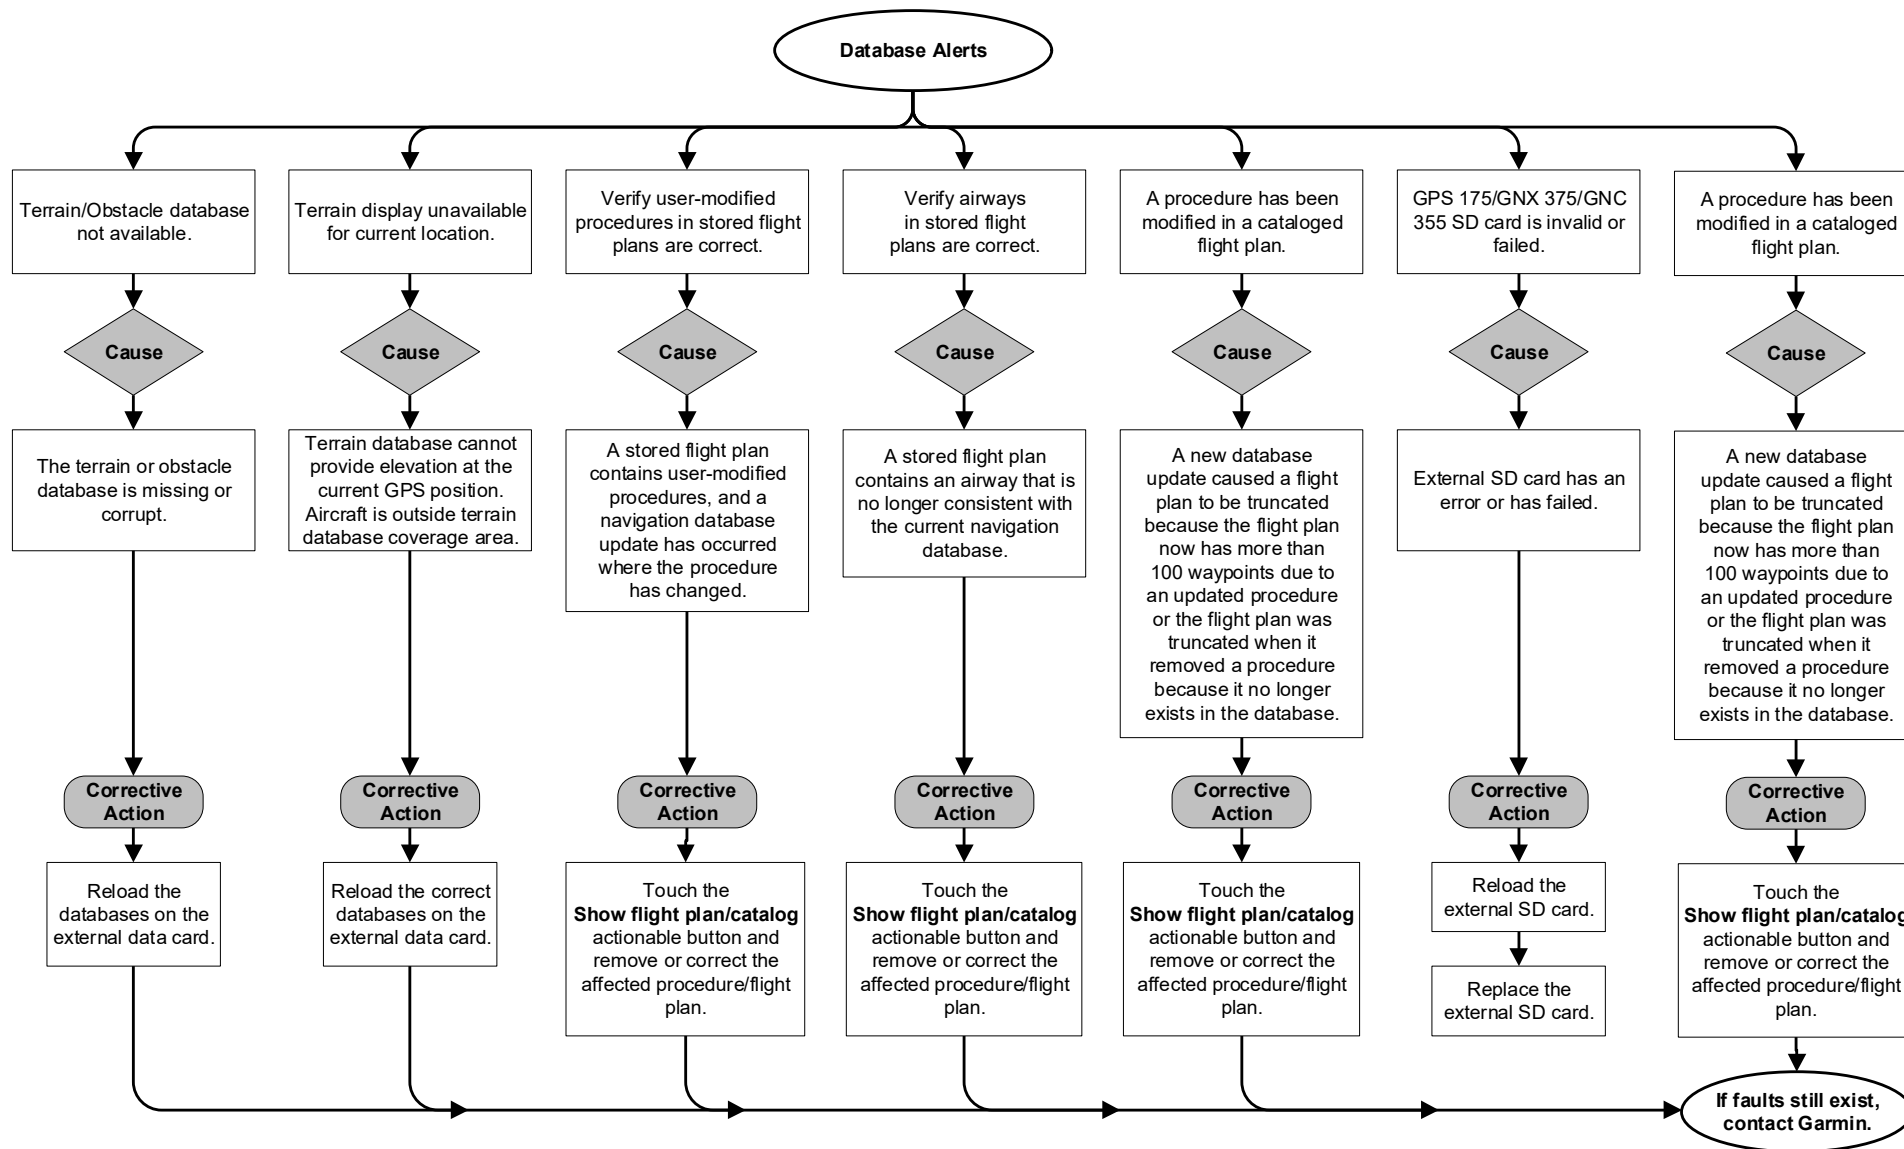 Database Alerts
Terrain/Obstacle database
not available.
Terrain display unavailable
for current location.
Verify user-modified
procedures in stored flight
plans are correct.
Verify airways
in stored flight
plans are correct.
A procedure has been
modified in a cataloged
flight plan.
GPS 175/GNX 375/GNC
355 SD card is invalid or
failed.
A procedure has been
modified in a cataloged
flight plan.
Cause
Cause
Cause
Cause
Cause
Cause
Cause
The terrain or obstacle
database is missing or
corrupt.
Terrain database cannot
provide elevation at the
current GPS position.
Aircraft is outside terrain
database coverage area.
A stored flight plan
contains user-modified
procedures, and a
navigation database
update has occurred
where the procedure
has changed.
A stored flight plan
contains an airway that is
no longer consistent with
the current navigation
database.
A new database
update caused a flight
plan to be truncated
because the flight plan
now has more than
100 waypoints due to
an updated procedure
or the flight plan was
truncated when it
removed a procedure
because it no longer
exists in the database.
External SD card has an
error or has failed.
A new database
update caused a flight
plan to be truncated
because the flight plan
now has more than
100 waypoints due to
an updated procedure
or the flight plan was
truncated when it
removed a procedure
because it no longer
exists in the database.
Corrective
Action
Corrective
Action
Corrective
Action
Corrective
Action
Corrective
Action
Corrective
Action
Corrective
Action
Reload the
databases on the
external data card.
Reload the correct
databases on the
external data card.
Touch the
Show flight plan/catalog
actionable button and
remove or correct the
affected procedure/flight
plan.
Touch the
Show flight plan/catalog
actionable button and
remove or correct the
affected procedure/flight
plan.
Touch the
Show flight plan/catalog
actionable button and
remove or correct the
affected procedure/flight
plan.
Reload the
external SD card.
Replace the
external SD card.
Touch the
Show flight plan/catalog
actionable button and
remove or correct the
affected procedure/flight
plan.
If faults still exist,
contact Garmin.